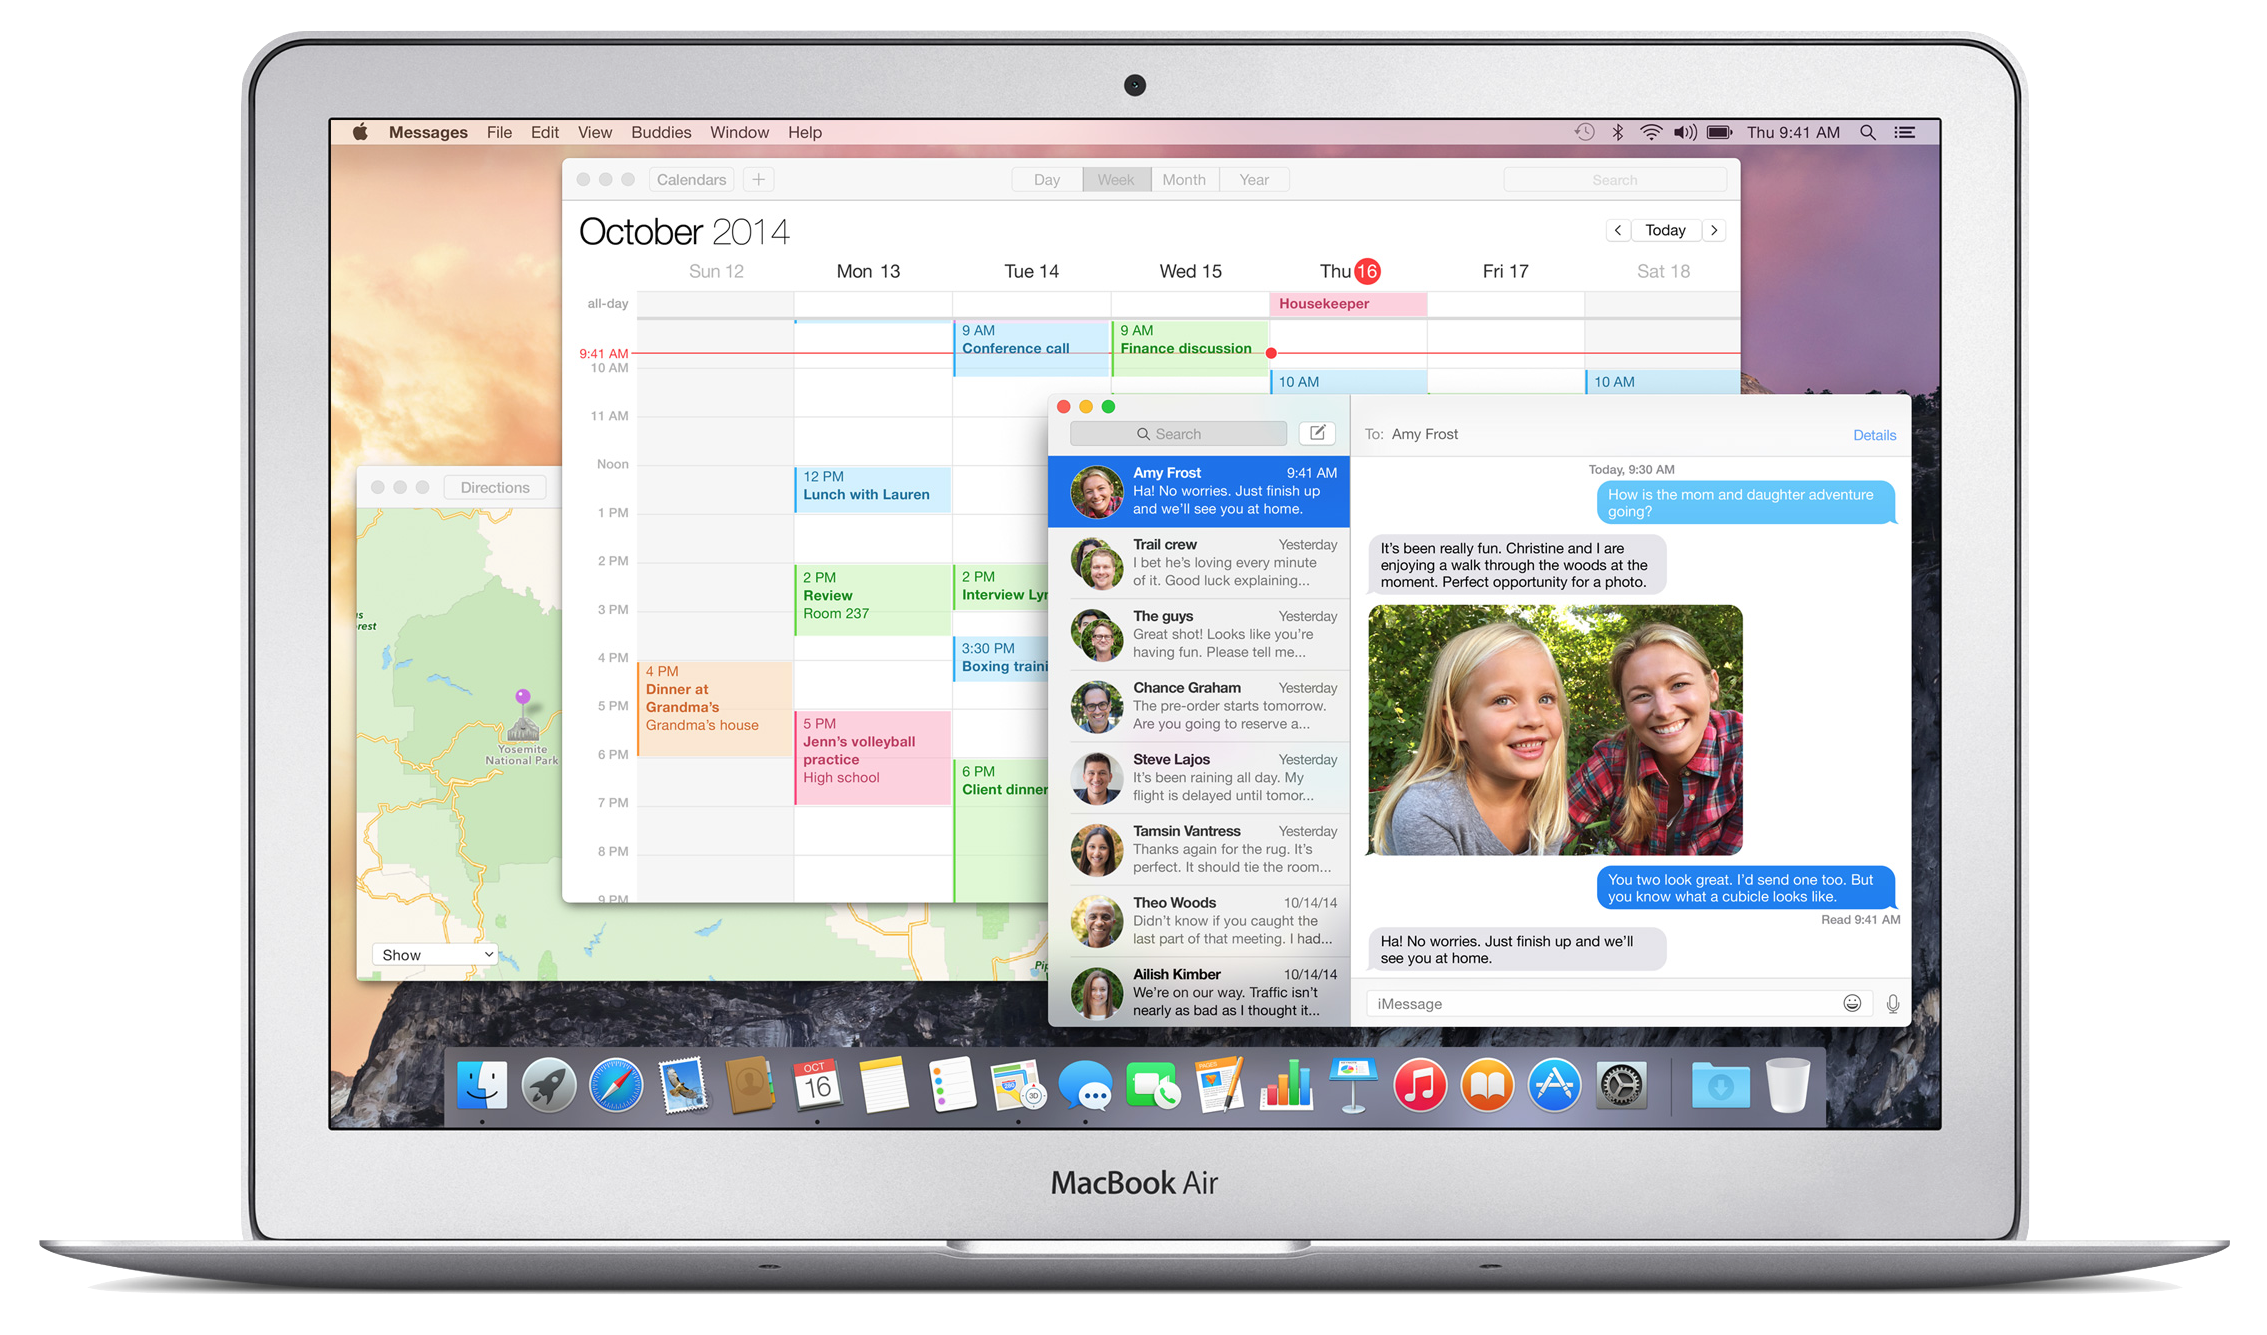 Messages File Edit View Buddies Window Help
Thu 9:41 AM
Calendars +
Day Week Month Year
Search
October 2014
Today
Sun 12 Mon 13 Tue 14 Wed 15 Thu 16 Fri 17 Sat 18
all-day
Housekeeper
9 AM
Conference call
9 AM
Finance discussion
9:41 AM
10 AM
10 AM
10 AM
11 AM
Noon
12 PM
Lunch with Lauren
1 PM
2 PM
2 PM
Review
Room 237
2 PM
Interview Lyn
3 PM
3:30 PM
Boxing traini
4 PM
4 PM
Dinner at
Grandma's
Grandma's house
5 PM
5 PM
Jenn's volleyball
practice
High school
6 PM
6 PM
Client dinner
7 PM
8 PM
9 PM
Directions
rest
Yosemite
National Park
Show
Pip
Search
Amy Frost 9:41 AM
Ha! No worries. Just finish up
and we'll see you at home.
Trail crew Yesterday
I bet he's loving every minute
of it. Good luck explaining...
The guys Yesterday
Great shot! Looks like you're
having fun. Please tell me...
Chance Graham Yesterday
The pre-order starts tomorrow.
Are you going to reserve a...
Steve Lajos Yesterday
It's been raining all day. My
flight is delayed until tomor...
Tamsin Vantress Yesterday
Thanks again for the rug. It's
perfect. It should tie the room...
Theo Woods 10/14/14
Didn't know if you caught the
last part of that meeting. I had...
Ailish Kimber 10/14/14
We're on our way. Traffic isn't
nearly as bad as I thought it...
To: Amy Frost
Details
Today, 9:30 AM
How is the mom and daughter adventure
going?
It's been really fun. Christine and I are
enjoying a walk through the woods at the
moment. Perfect opportunity for a photo.
You two look great. I'd send one too. But
you know what a cubicle looks like.
Read 9:41 AM
Ha! No worries. Just finish up and we'll
see you at home.
iMessage
OCT
16
3D
PAGES
MacBook Air